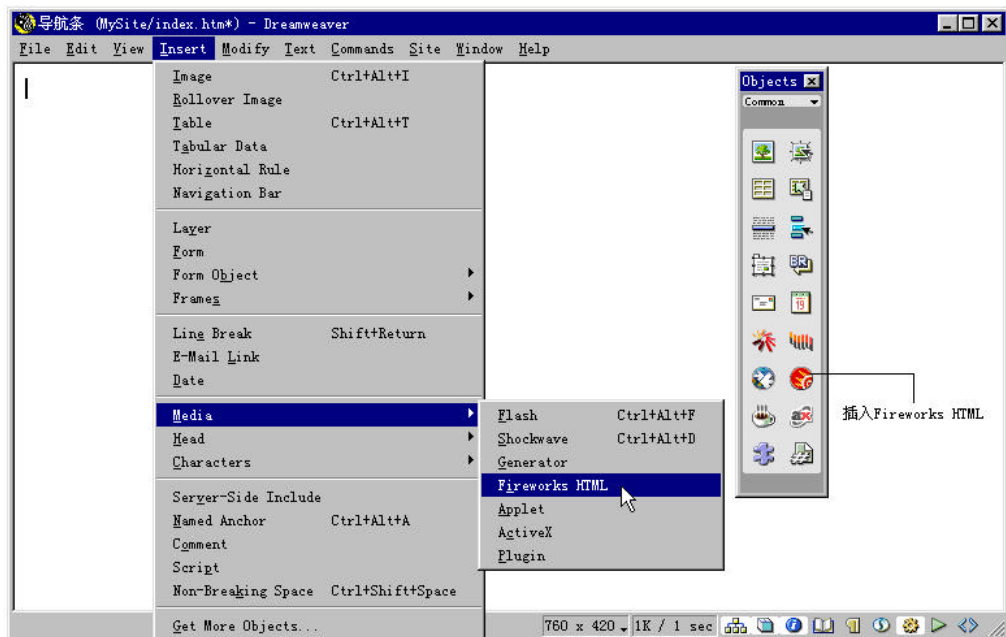 导航条 (MySite/index.htm*) - Dreamweaver
File Edit View Insert Modify Text Commands Site Window Help
Image Ctrl+Alt+I
Rollover Image
Table Ctrl+Alt+T
Tabular Data
Horizontal Rule
Navigation Bar
Layer
Form
Form Object
Frames
Line Break Shift+Return
E-Mail Link
Date
Media
Head
Characters
Server-Side Include
Named Anchor Ctrl+Alt+A
Comment
Script
Non-Breaking Space Ctrl+Shift+Space
Get More Objects...
Flash Ctrl+Alt+F
Shockwave Ctrl+Alt+D
Generator
Fireworks HTML
Applet
ActiveX
Plugin
Objects
Common
BR
19
插入Fireworks HTML
760 x 420
1K / 1 sec